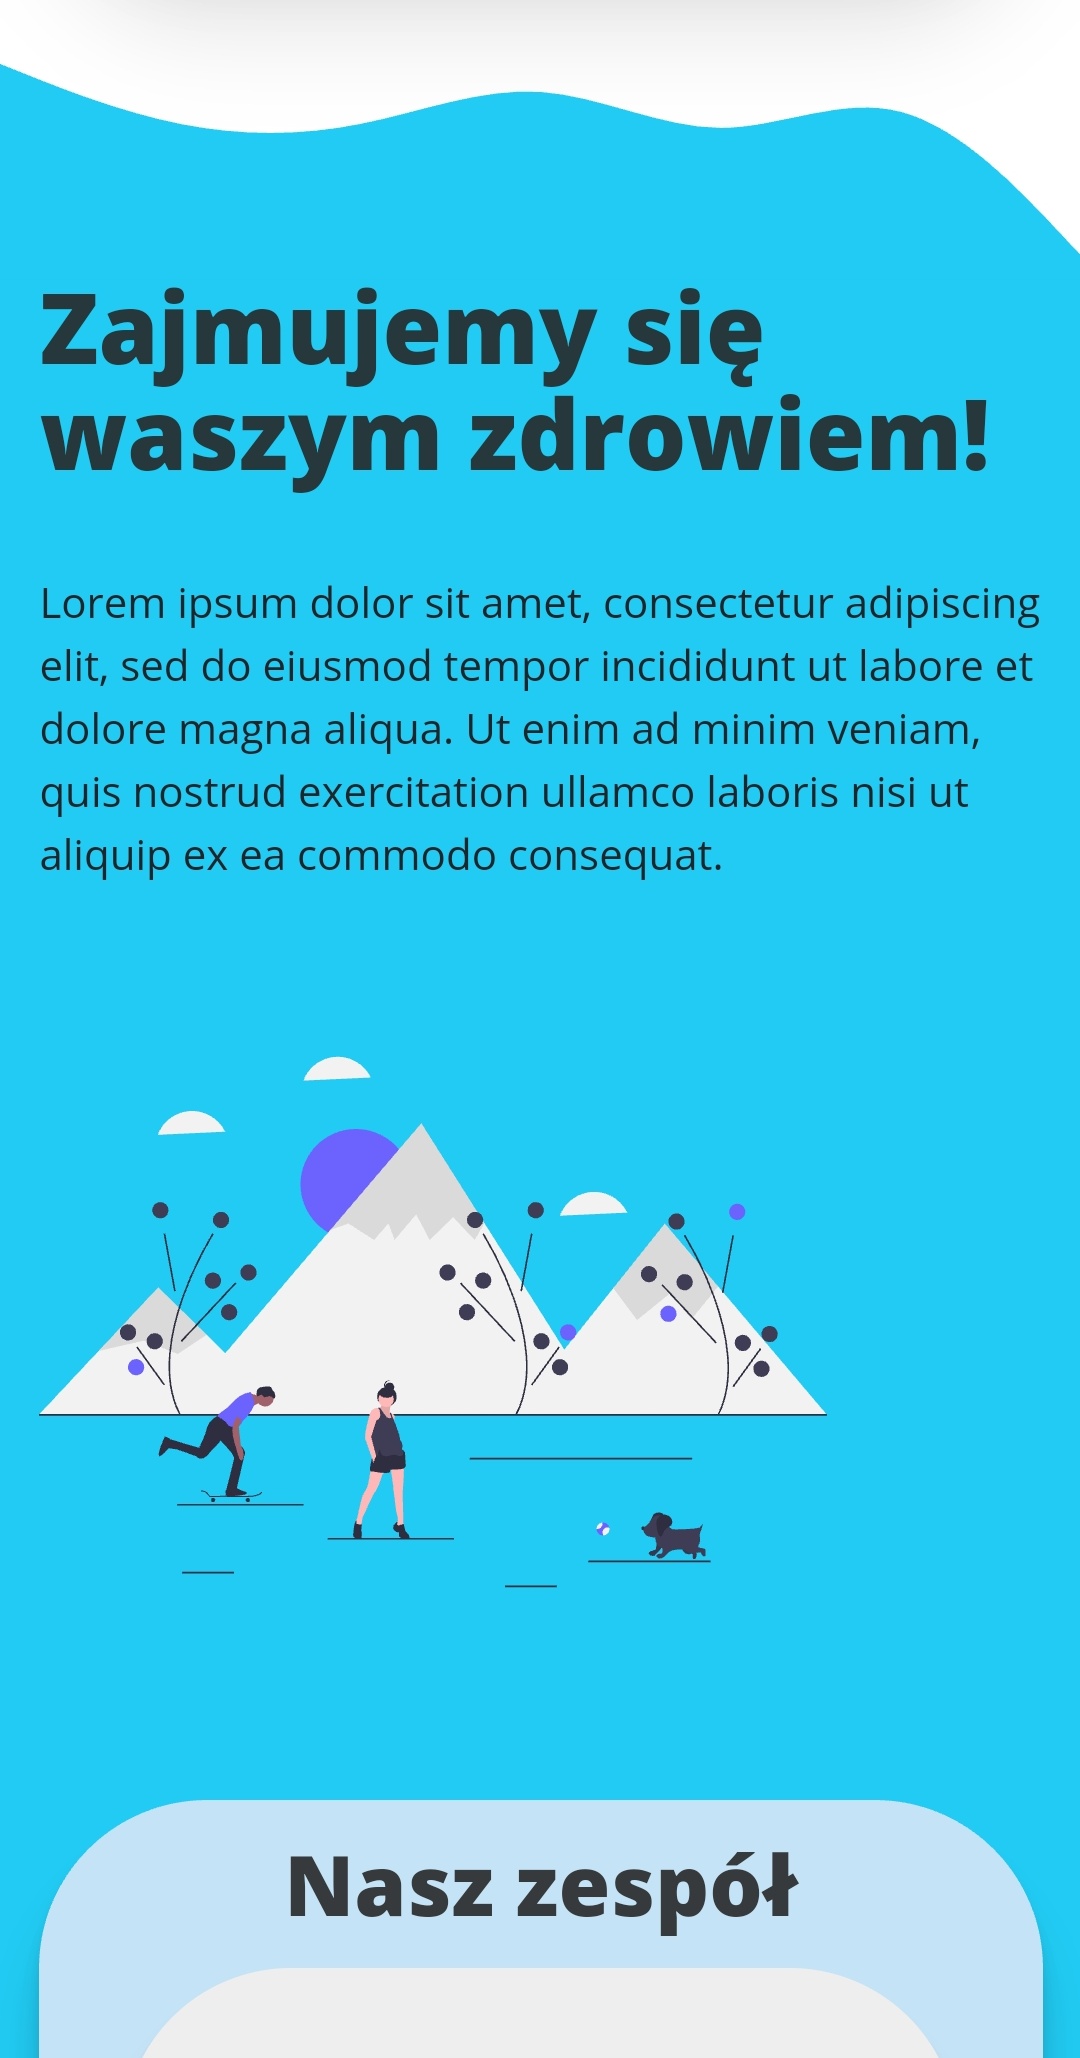 Zajmujemy się
waszym zdrowiem!
Lorem ipsum dolor sit amet, consectetur adipiscing
elit, sed do eiusmod tempor incididunt ut labore et
dolore magna aliqua. Ut enim ad minim veniam,
quis nostrud exercitation ullamco laboris nisi ut
aliquip ex ea commodo consequat.
Nasz zespół